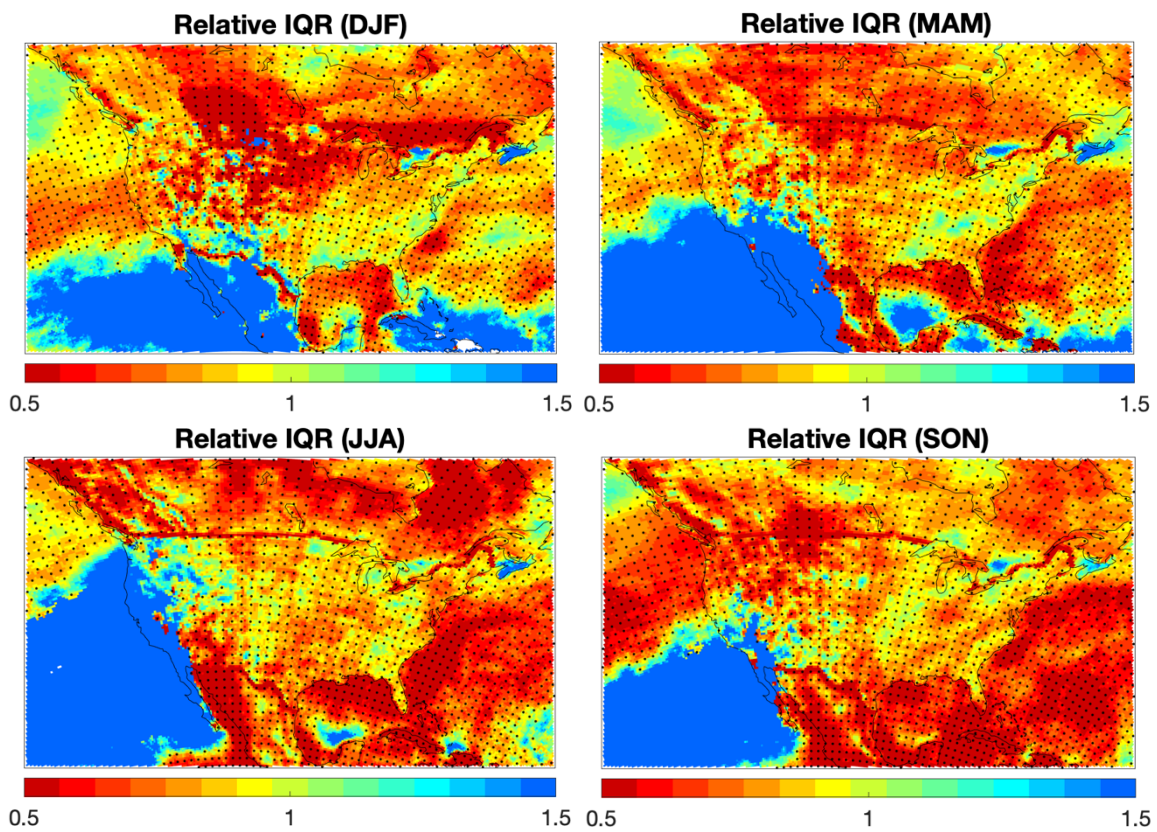 Relative IQR (DJF)
Relative IQR (MAM)
0.5 1 1.5
0.5 1 1.5
Relative IQR (JJA)
Relative IQR (SON)
0.5 1 1.5
0.5 1 1.5